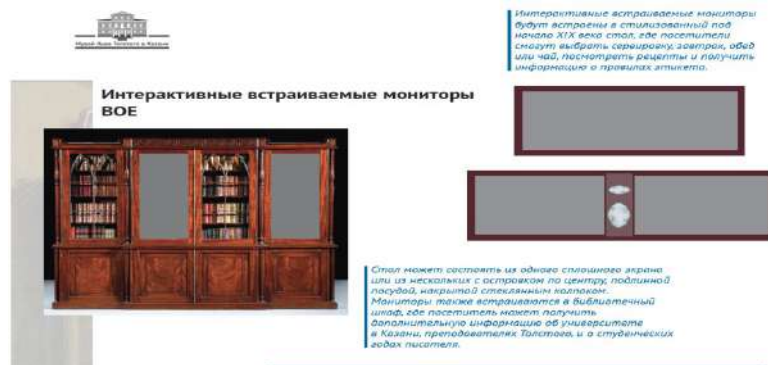 Музей Льва Толстого в Казани
Интерактивные встраиваемые мониторы
будут встроены в стилизованный под
начало XIX века стол, где посетители
смогут выбрать сервировку, завтрак, обед
или чай, посмотреть рецепты и получить
информацию о правилах этикета.
Интерактивные встраиваемые мониторы
BOE
Стол может состоять из одного сплошного экрана
или из нескольких с островком по центру, подлинной
посудой, накрытой стеклянным колпаком.
Мониторы также встраиваются в библиотечный
шкаф, где посетитель может получить
дополнительную информацию об университете
в Казани, преподавателях Толстого, и о студенческих
годах писателя.